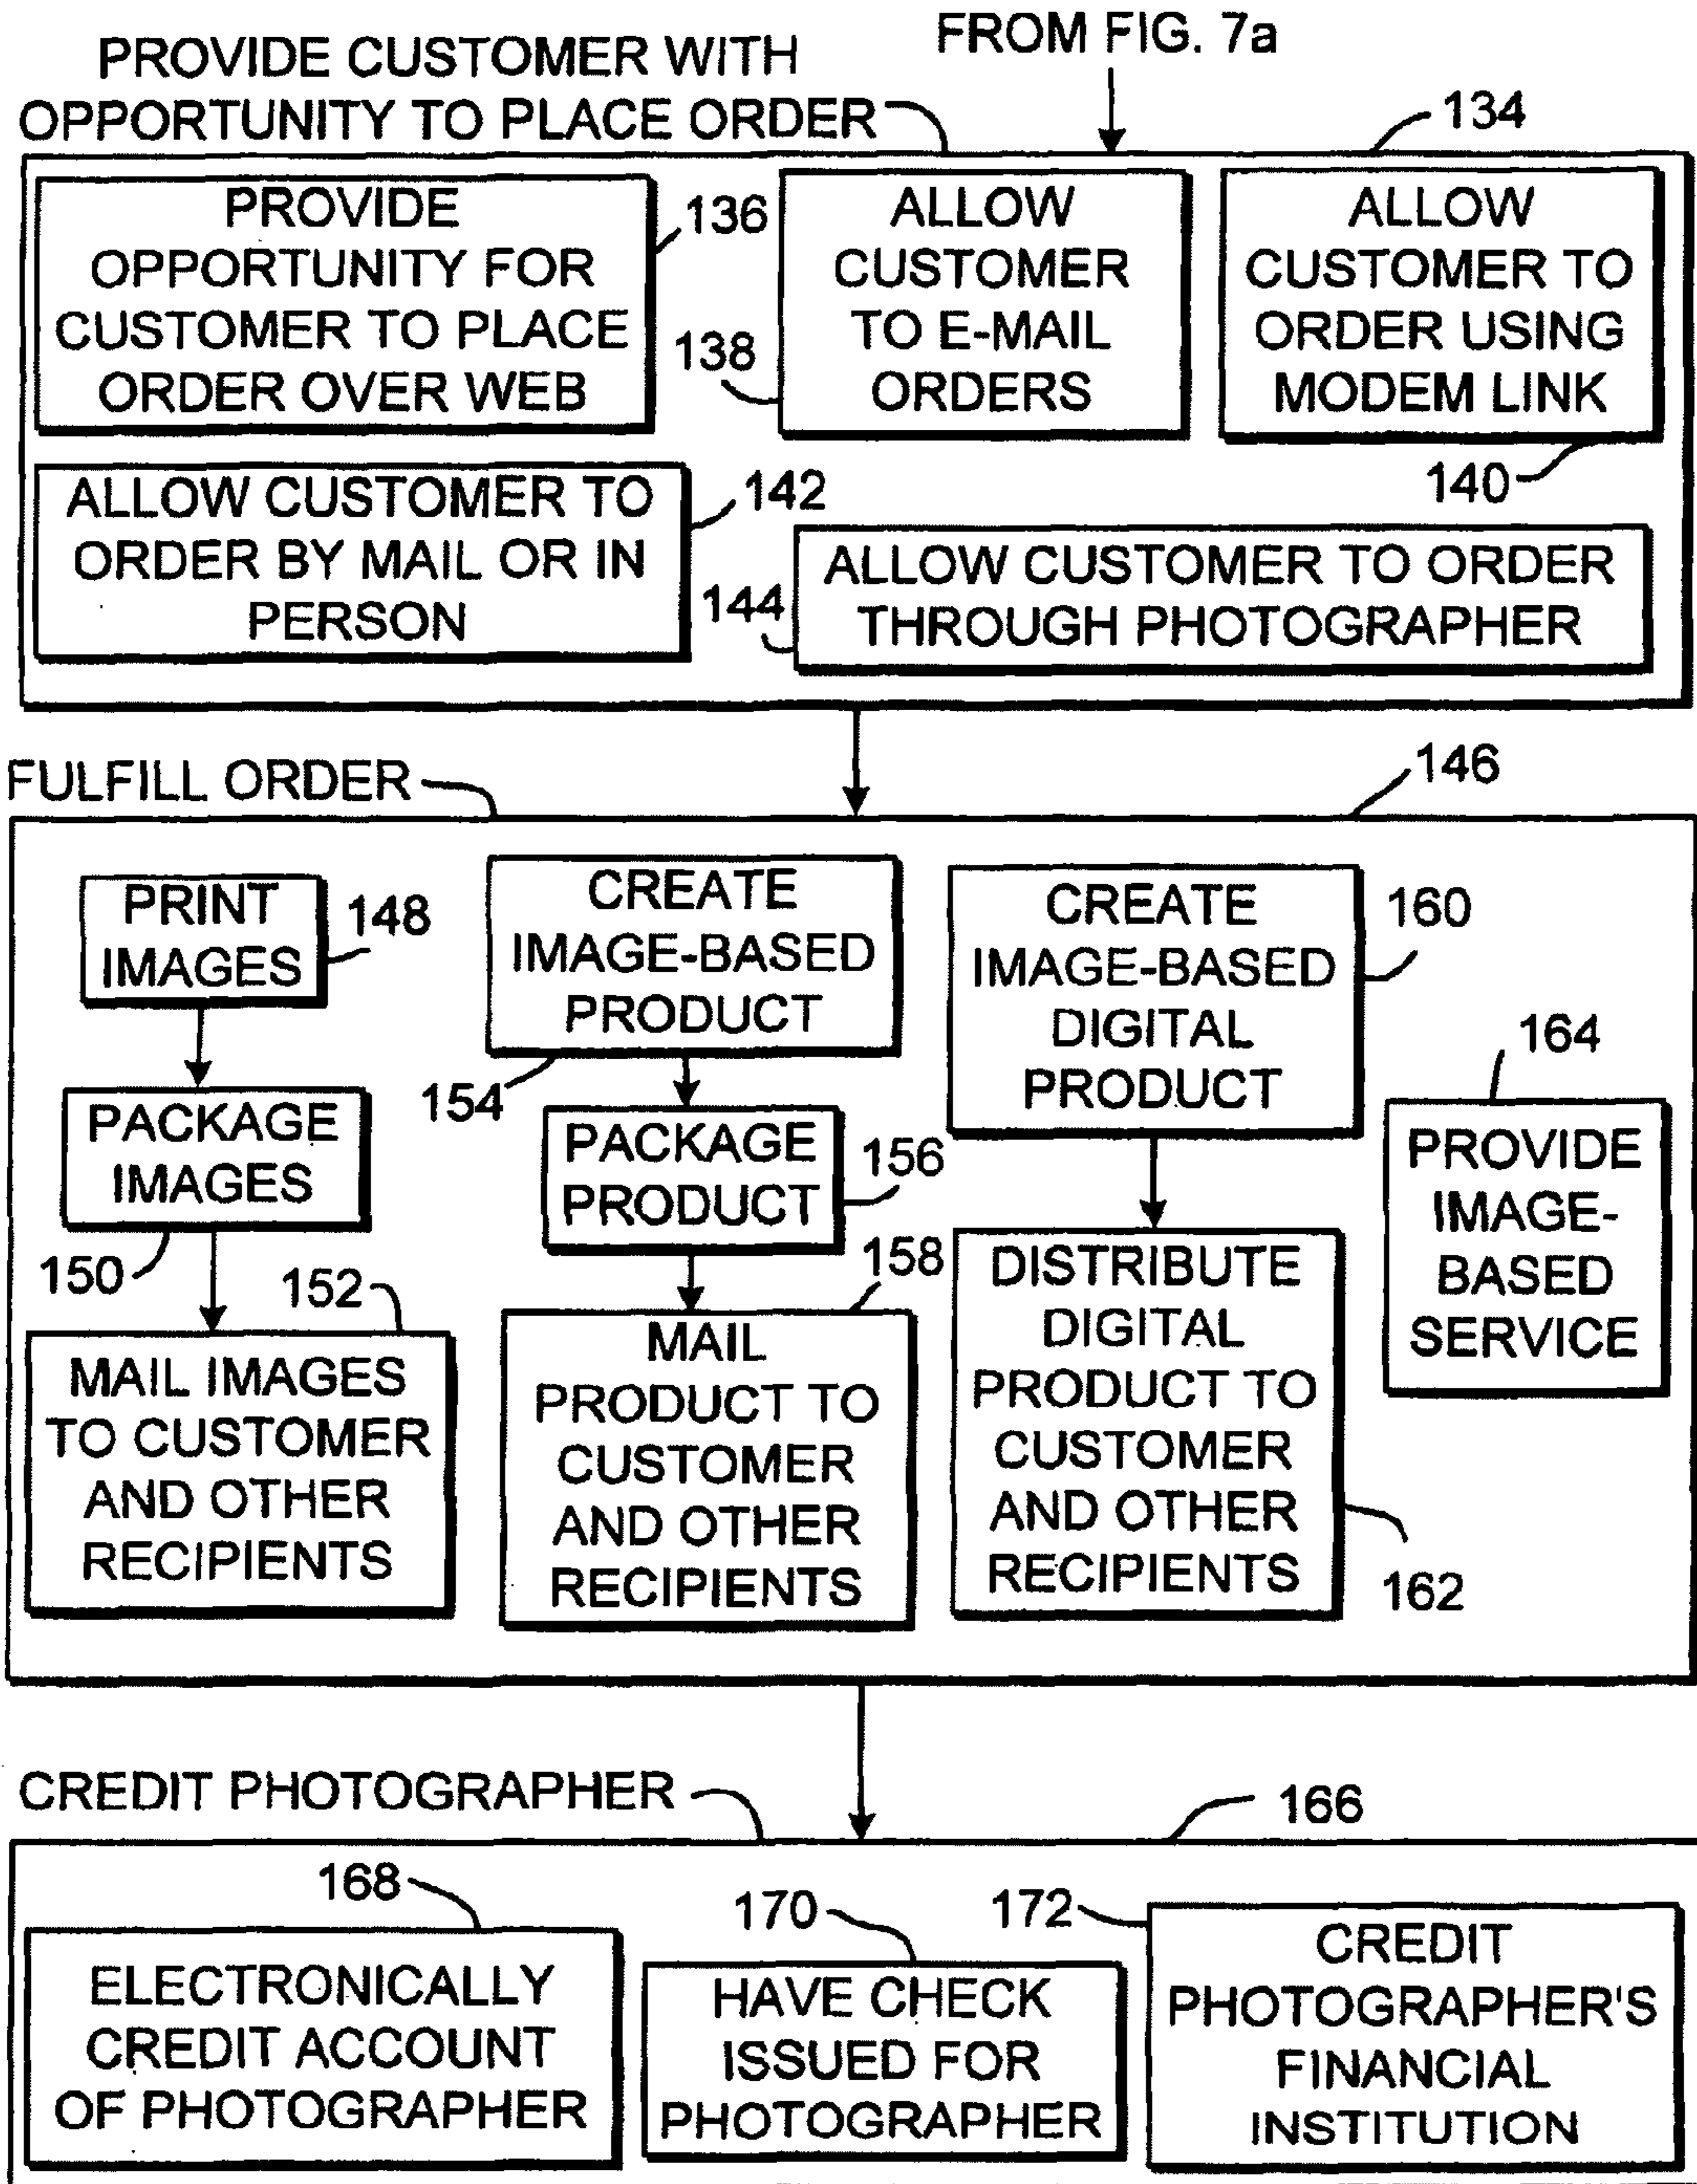 FROM FIG. 7a
PROVIDE CUSTOMER WITH
OPPORTUNITY TO PLACE ORDER
134
PROVIDE
OPPORTUNITY FOR
CUSTOMER TO PLACE
ORDER OVER WEB
136
138
ALLOW
CUSTOMER
TO E-MAIL
ORDERS
ALLOW
CUSTOMER TO
ORDER USING
MODEM LINK
140
ALLOW CUSTOMER TO
ORDER BY MAIL OR IN
PERSON
142
144
ALLOW CUSTOMER TO ORDER
THROUGH PHOTOGRAPHER
FULFILL ORDER
146
PRINT
IMAGES
148
PACKAGE
IMAGES
150
152
MAIL IMAGES
TO CUSTOMER
AND OTHER
RECIPIENTS
CREATE
IMAGE-BASED
PRODUCT
154
PACKAGE
PRODUCT
156
158
MAIL
PRODUCT TO
CUSTOMER
AND OTHER
RECIPIENTS
CREATE
IMAGE-BASED
DIGITAL
PRODUCT
160
DISTRIBUTE
DIGITAL
PRODUCT TO
CUSTOMER
AND OTHER
RECIPIENTS
162
164
PROVIDE
IMAGE-
BASED
SERVICE
CREDIT PHOTOGRAPHER
166
168
ELECTRONICALLY
CREDIT ACCOUNT
OF PHOTOGRAPHER
170
HAVE CHECK
ISSUED FOR
PHOTOGRAPHER
172
CREDIT
PHOTOGRAPHER'S
FINANCIAL
INSTITUTION